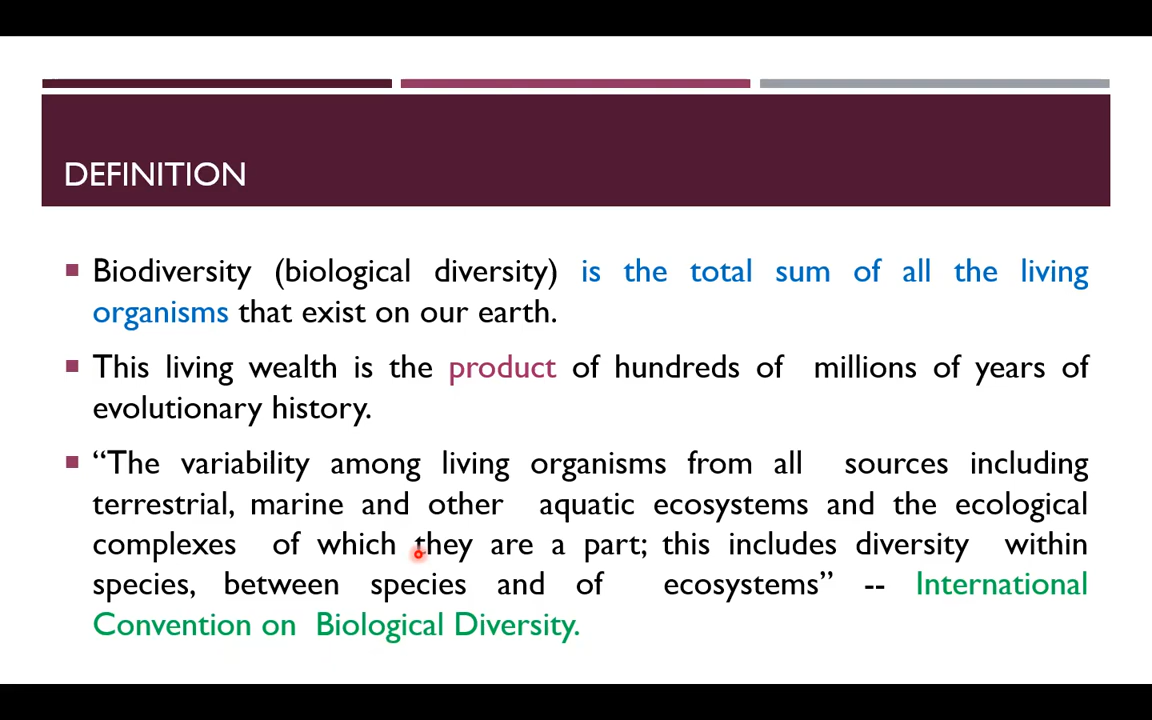 DEFINITION
Biodiversity (biological diversity) is the total sum of all the living
organisms that exist on our earth.
This living wealth is the product of hundreds of millions of years of
evolutionary history.
“The variability among living organisms from all sources including
terrestrial, marine and other aquatic ecosystems and the ecological
complexes of which they are a part; this includes diversity within
species, between species and of ecosystems” -- International
Convention on Biological Diversity.